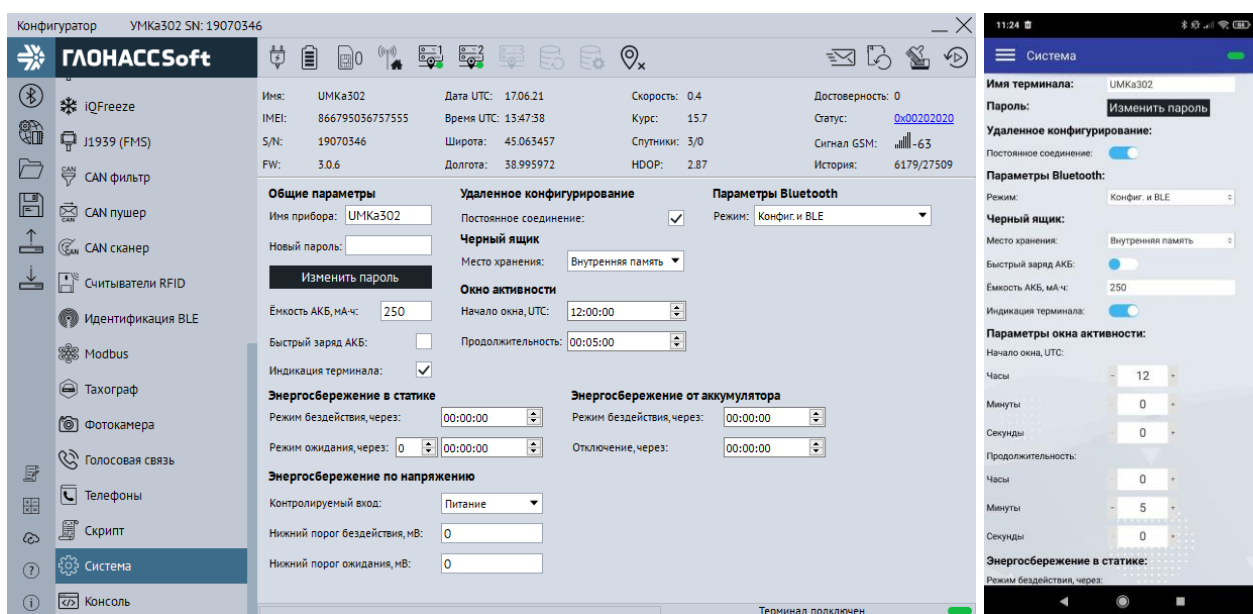 Конфигуратор УМКа302 SN: 19070346
ГЛОНАССSoft
iQFreeze
J1939 (FMS)
CAN фильтр
CAN пушер
CAN сканер
Считыватели RFID
Идентификация BLE
Modbus
Тахограф
Фотокамера
Голосовая связь
Телефоны
Скрипт
Система
Консоль
0
1
2
Имя: UMKa302 Дата UTC: 17.06.21 Скорость: 0.4 Достоверность: 0
IMEI: 866795036757555 Время UTC: 13:47:38 Курс: 15.7 Статус: 0x00202020
S/N: 19070346 Широта: 45.063457 Спутники: 3/0 Сигнал GSM: -63
FW: 3.0.6 Долгота: 38.995972 HDOP: 2.87 История: 6179/27509
Общие параметры Удаленное конфигурирование Параметры Bluetooth
Имя прибора: UMKa302 Постоянное соединение: Режим: Конфиг. и BLE
Черный ящик
Новый пароль:
Место хранения: Внутренняя память
Изменить пароль
Окно активности
Ёмкость АКБ, мА·ч: 250 Начало окна, UTC: 12:00:00
Быстрый заряд АКБ: Продолжительность: 00:05:00
Индикация терминала:
Энергосбережение в статике Энергосбережение от аккумулятора
Режим бездействия, через: 00:00:00 Режим бездействия, через: 00:00:00
Режим ожидания, через: 0 00:00:00 Отключение, через: 00:00:00
Энергосбережение по напряжению
Контролируемый вход: Питание
Нижний порог бездействия, мВ: 0
Нижний порог ожидания, мВ: 0
Терминал подключен
11:24
Система
Имя терминала: UMKa302
Пароль: Изменить пароль
Удаленное конфигурирование:
Постоянное соединение:
Параметры Bluetooth:
Режим: Конфиг. и BLE
Черный ящик:
Место хранения: Внутренняя память
Быстрый заряд АКБ:
Ёмкость АКБ, мА·ч: 250
Индикация терминала:
Параметры окна активности:
Начало окна, UTC:
Часы - 12 +
Минуты - 0 +
Секунды - 0 +
Продолжительность:
Часы - 0 +
Минуты - 5 +
Секунды - 0 +
Энергосбережение в статике:
Режим бездействия, через: